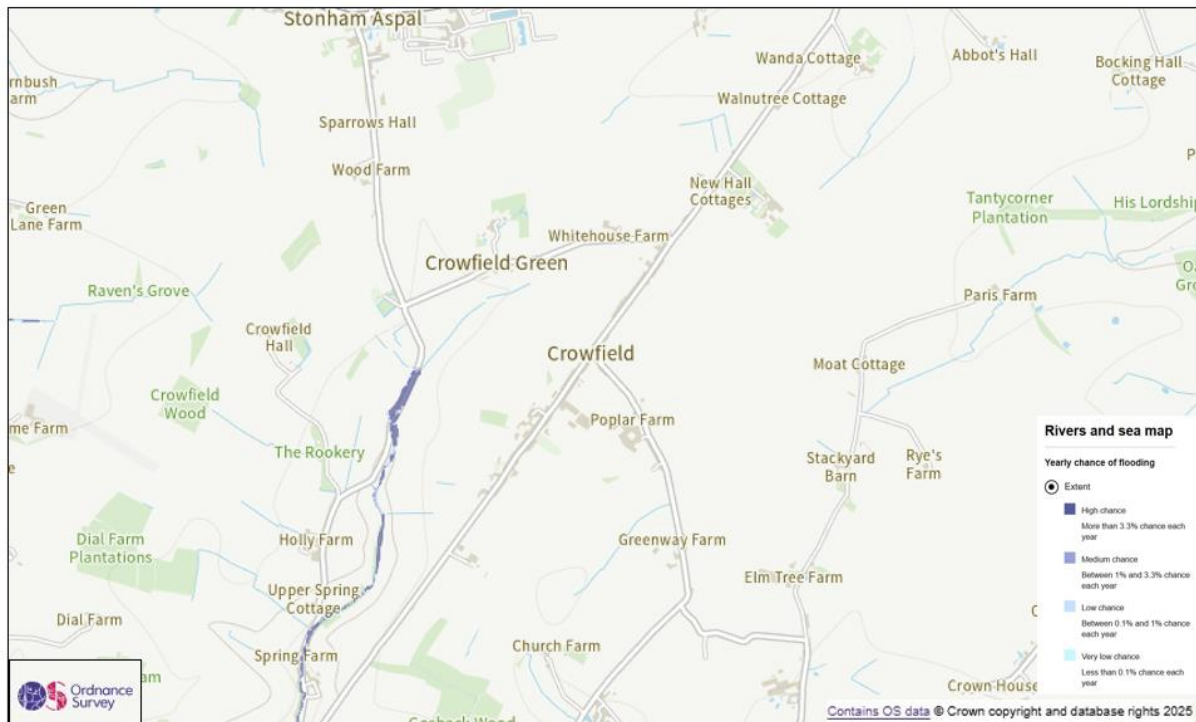 Stonham Aspal
Wanda Cottage
Abbot's Hall
Bocking Hall
Cottage
rnbush
arm
Walnutree Cottage
Sparrows Hall
Wood Farm
New Hall
Cottages
Green
Lane Farm
Tantycorner
Plantation
His Lordship
Whitehouse Farm
Crowfield Green
Raven's Grove
Paris Farm
Crowfield
Hall
Crowfield
Moat Cottage
Crowfield
Wood
me Farm
Poplar Farm
The Rookery
Stackyard
Barn
Rye's
Farm
Dial Farm
Plantations
Holly Farm
Greenway Farm
Elm Tree Farm
Upper Spring
Cottage
Dial Farm
Spring Farm
Church Farm
Crown House
Rivers and sea map
Yearly chance of flooding
Extent
High chance
More than 3.3% chance each
year
Medium chance
Between 1% and 3.3% chance
each year
Low chance
Between 0.1% and 1% chance
each year
Very low chance
Less than 0.1% chance each
year
Ordnance
Survey
Contains OS data © Crown copyright and database rights 2025